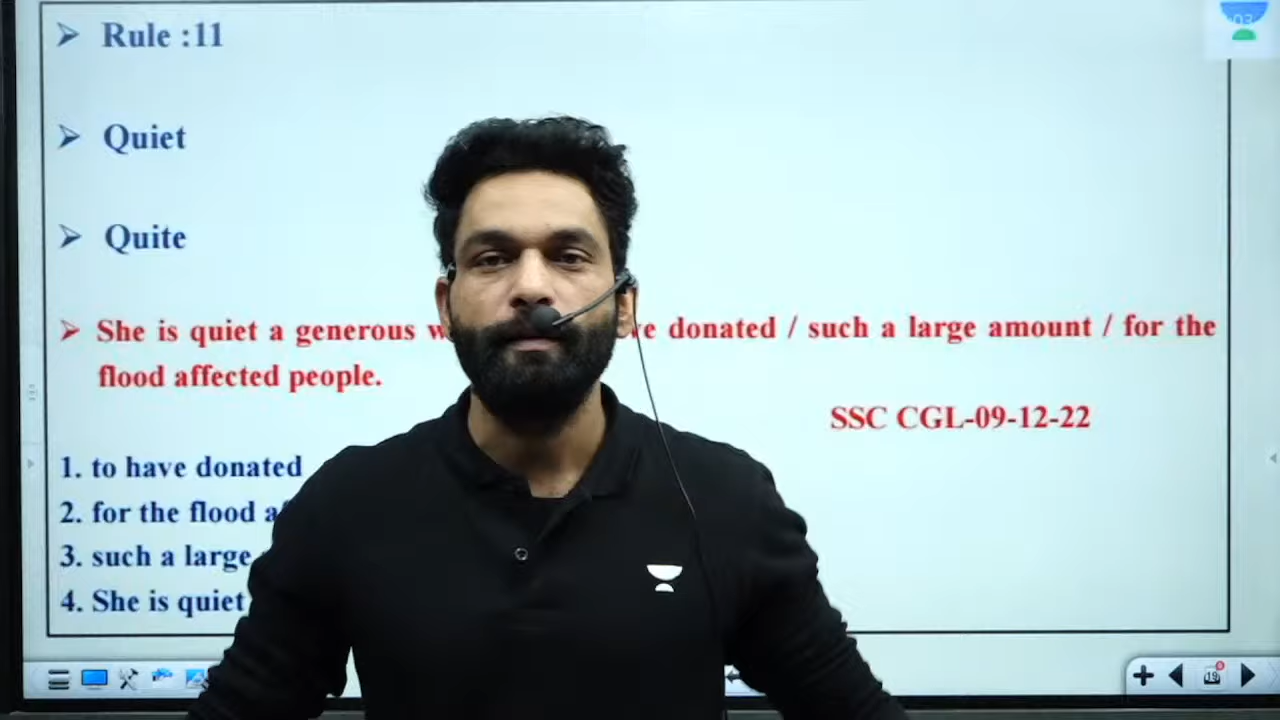 Rule :11
Quiet
Quite
She is quiet a generous donated / such a large amount / for the
flood affected people.
SSC CGL-09-12-22
1. to have donated
2. for the flood
3. such a large
4. She is quiet
19